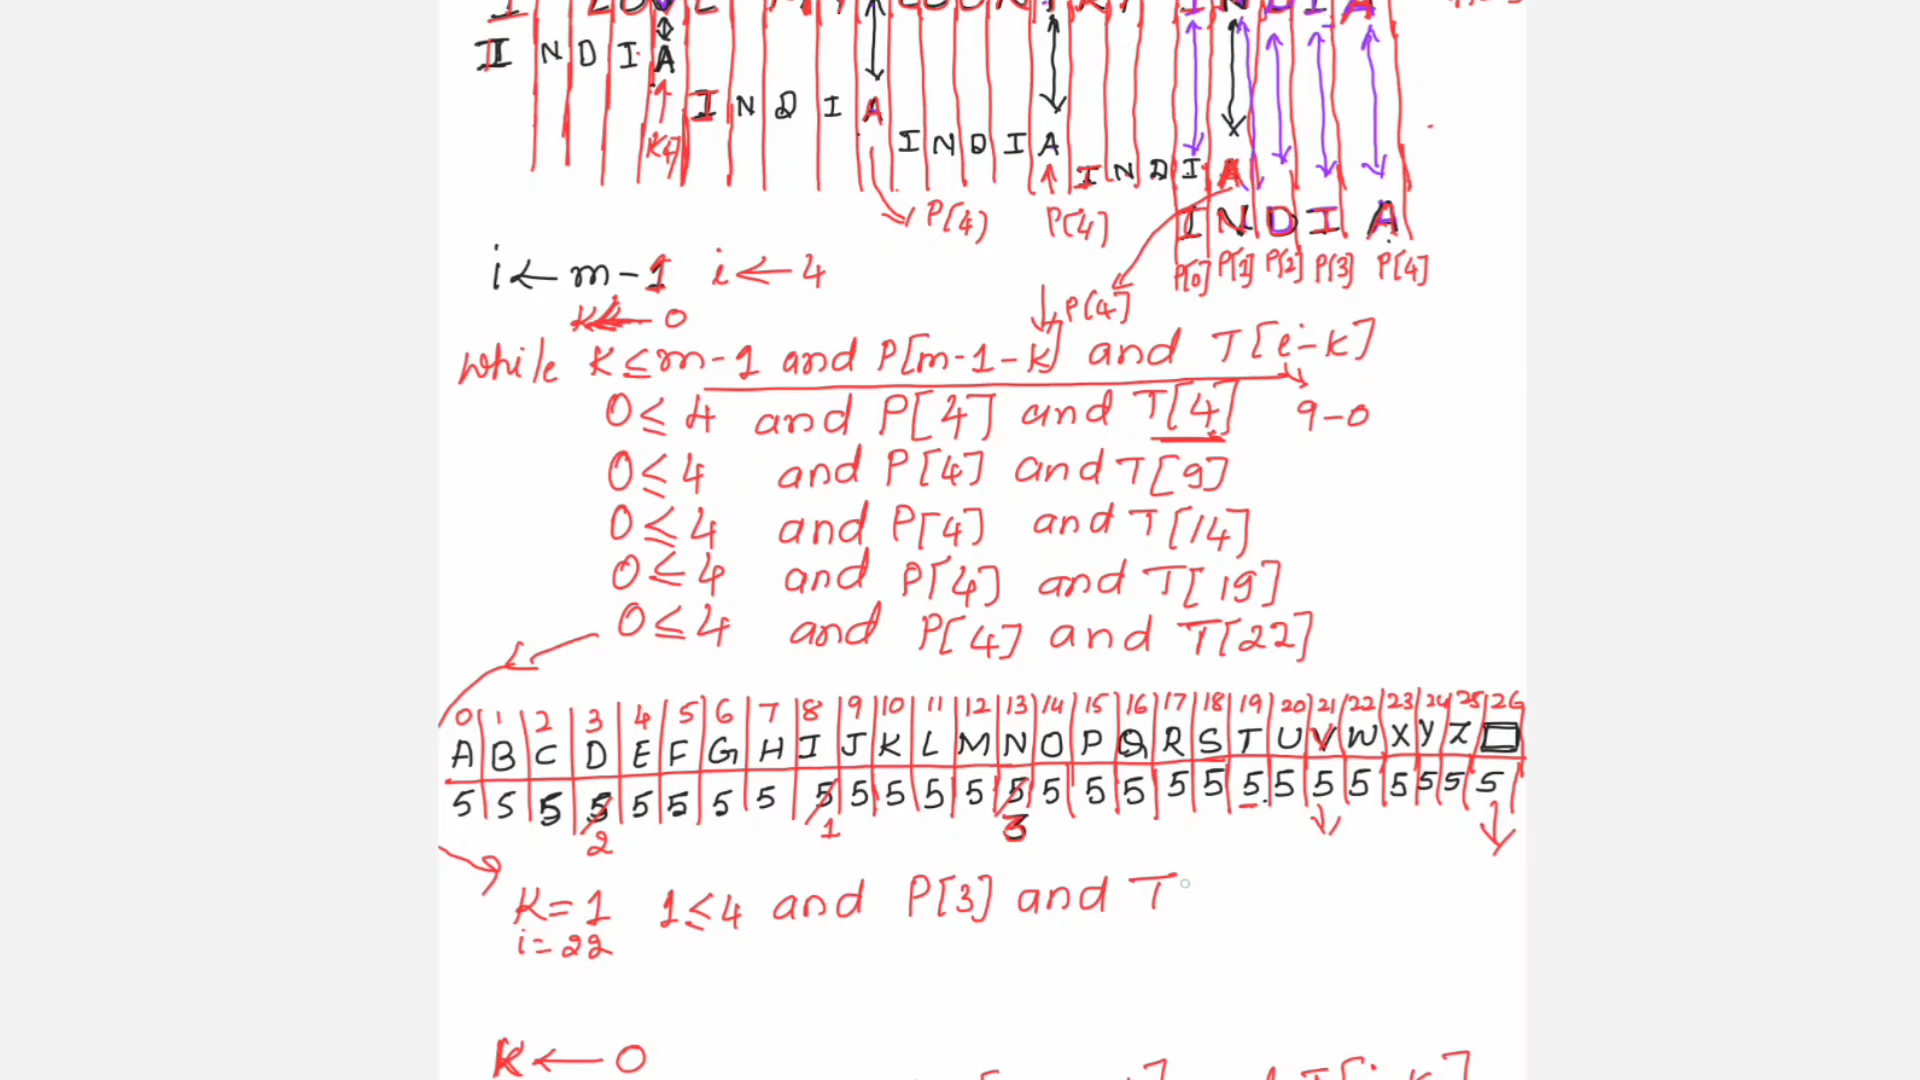 I N D I A
I N D I A
I N D I A
I N D I A
K4
P[4] P[4] I N D I A
P[0] P[1] P[2] P[3] P[4]
i ← m-1 i ← 4
P[4]
K ← 0
while K ≤ m-1 and P[m-1-k] and T[i-k]
0 ≤ 4 and P[4] and T[4] 9-0
0 ≤ 4 and P[4] and T[9]
0 ≤ 4 and P[4] and T[14]
0 ≤ 4 and P[4] and T[19]
0 ≤ 4 and P[4] and T[22]
0 1 2 3 4 5 6 7 8 9 10 11 12 13 14 15 16 17 18 19 20 21 22 23 24 25 26
A B C D E F G H I J K L M N O P Q R S T U V W X Y Z
5 5 5 5 5 5 5 5 5 5 5 5 5 5 5 5 5 5 5 5 5 5 5 5 5 5 5
2 1 3
K=1 1 ≤ 4 and P[3] and T
i=22
K ← 0